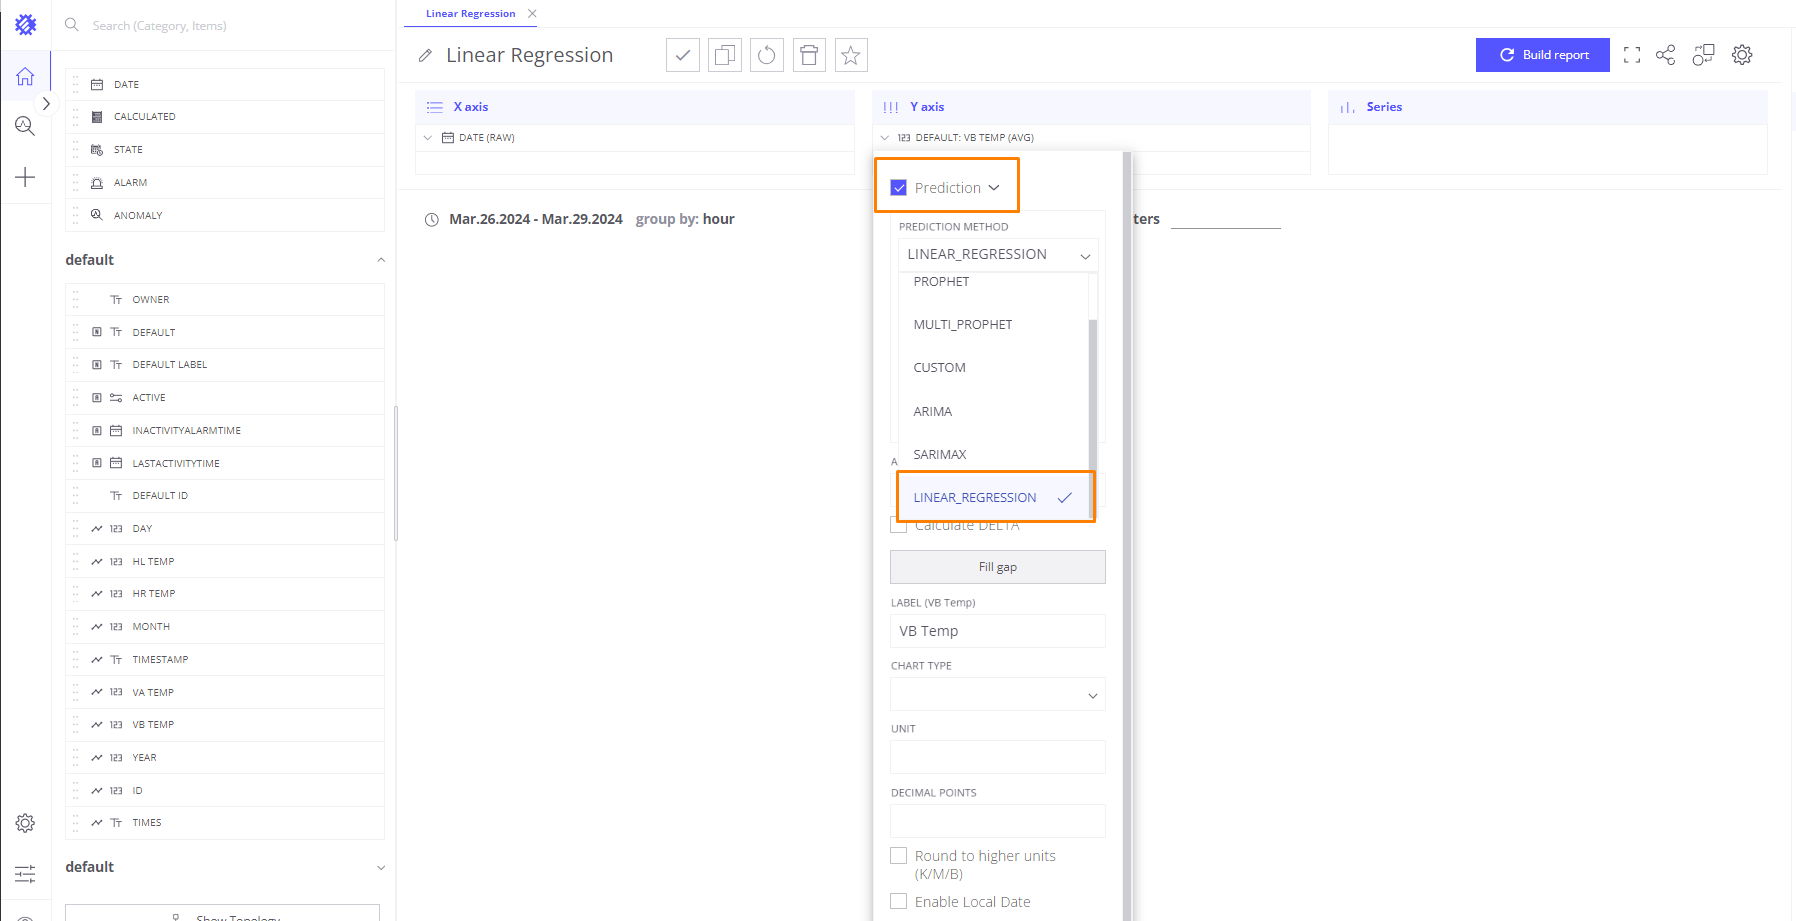 Search (Category, Items)
DATE
CALCULATED
STATE
ALARM
ANOMALY
default
OWNER
DEFAULT
DEFAULT LABEL
ACTIVE
INACTIVITYALARMTIME
LASTACTIVITYTIME
DEFAULT ID
123 DAY
123 HL TEMP
123 HR TEMP
123 MONTH
TIMESTAMP
123 VA TEMP
123 VB TEMP
123 YEAR
123 ID
TIMES
default
Show Topology
Linear Regression
Linear Regression
Build report
X axis
DATE (RAW)
Y axis
123 DEFAULT: VB TEMP (AVG)
Series
Mar.26.2024 - Mar.29.2024 group by: hour
ters
Prediction
PREDICTION METHOD
LINEAR_REGRESSION
PROPHET
MULTI_PROPHET
CUSTOM
ARIMA
SARIMAX
A
LINEAR_REGRESSION
Calculate DELTA
Fill gap
LABEL (VB Temp)
VB Temp
CHART TYPE
UNIT
DECIMAL POINTS
Round to higher units
(K/M/B)
Enable Local Date